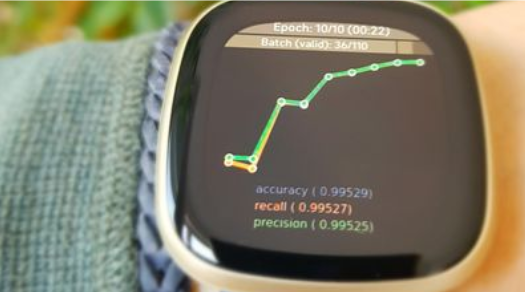 Epoch: 10/10 (00:22)
Batch (valid): 36/110
accuracy ( 0.99529)
recall ( 0.99527)
precision ( 0.99525)